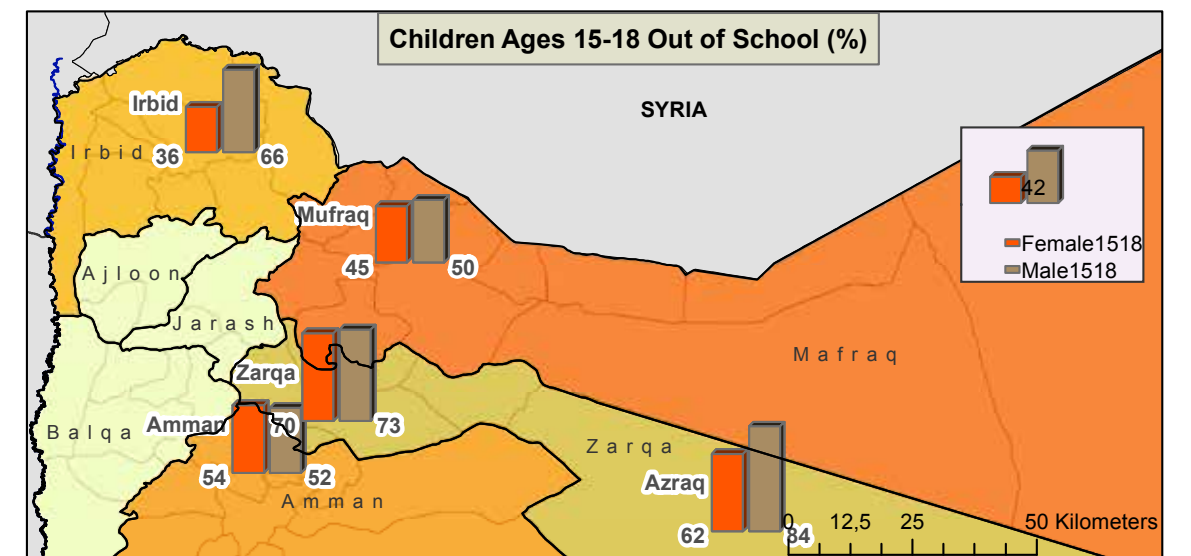 Children Ages 15-18 Out of School (%)
SYRIA
Irbid
Irbid
36
66
42
Female1518
Male1518
Mufraq
45
50
Ajloon
Jarash
Mafraq
Zarqa
70
73
Balqa
Amman
54
52
Amman
Zarqa
Azraq
62
84
0 12,5 25 50 Kilometers